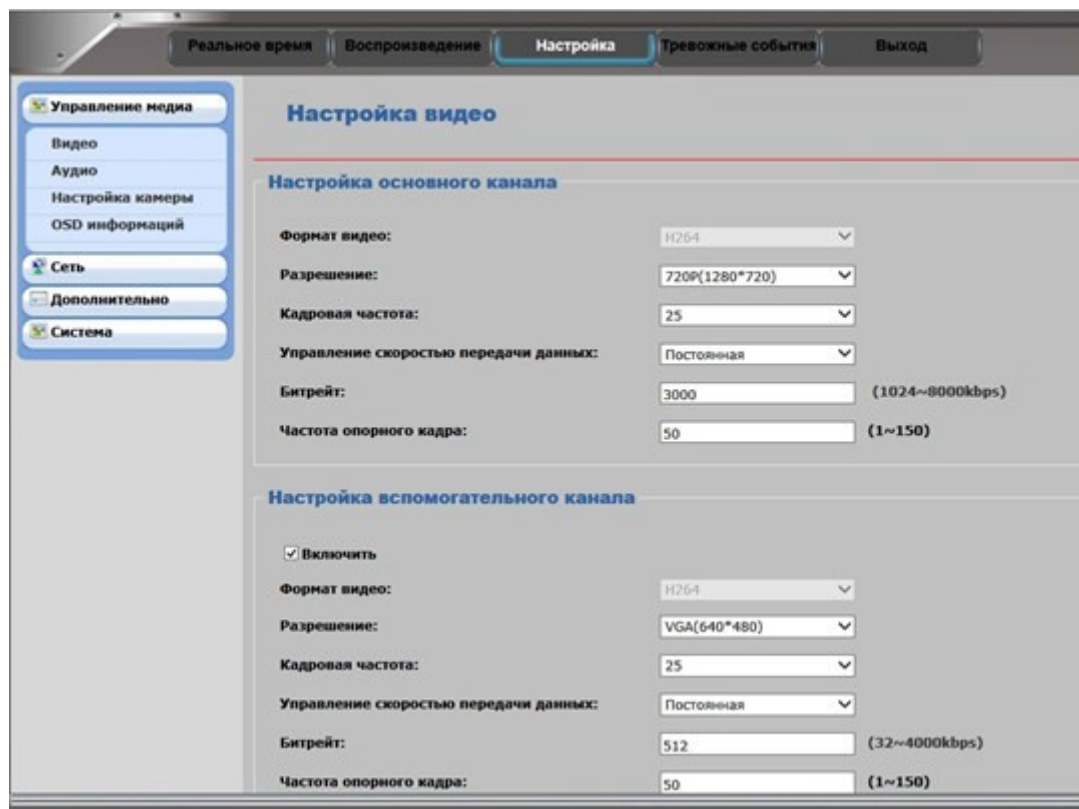 Реальное время Воспроизведение Настройка Тревожные события Выход
Управление медиа
Видео
Аудио
Настройка камеры
OSD информаций
Сеть
Дополнительно
Система
Настройка видео
Настройка основного канала
Формат видео: H264
Разрешение: 720P(1280*720)
Кадровая частота: 25
Управление скоростью передачи данных: Постоянная
Битрейт: 3000 (1024~8000kbps)
Частота опорного кадра: 50 (1~150)
Настройка вспомогательного канала
Включить
Формат видео: H264
Разрешение: VGA(640*480)
Кадровая частота: 25
Управление скоростью передачи данных: Постоянная
Битрейт: 512 (32~4000kbps)
Частота опорного кадра: 50 (1~150)